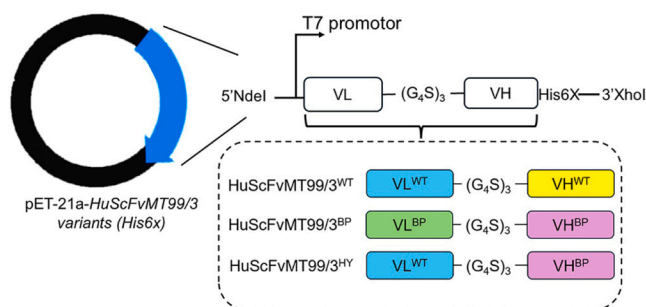 T7 promotor
5'NdeI VL (G₄S)₃ VH His6X 3'XhoI
pET-21a-HuScFvMT99/3
variants (His6x)
HuScFvMT99/3ᵂᵀ VLᵂᵀ (G₄S)₃ VHᵂᵀ
HuScFvMT99/3ᴮᴾ VLᴮᴾ (G₄S)₃ VHᴮᴾ
HuScFvMT99/3ᴴʸ VLᵂᵀ (G₄S)₃ VHᴮᴾ